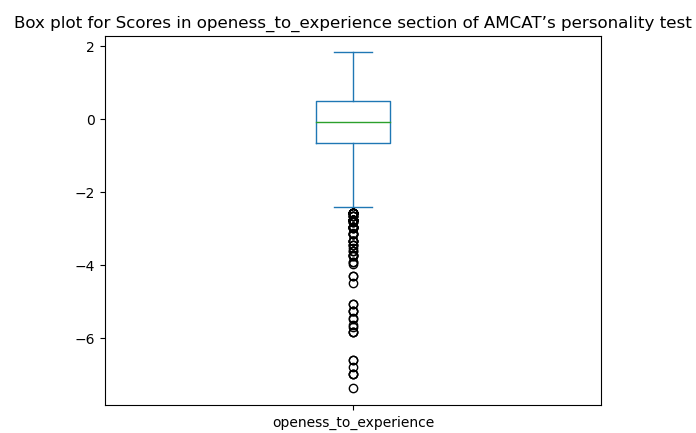 Box plot for Scores in openess_to_experience section of AMCAT’s personality test
2
0
−2
−4
−6
openess_to_experience